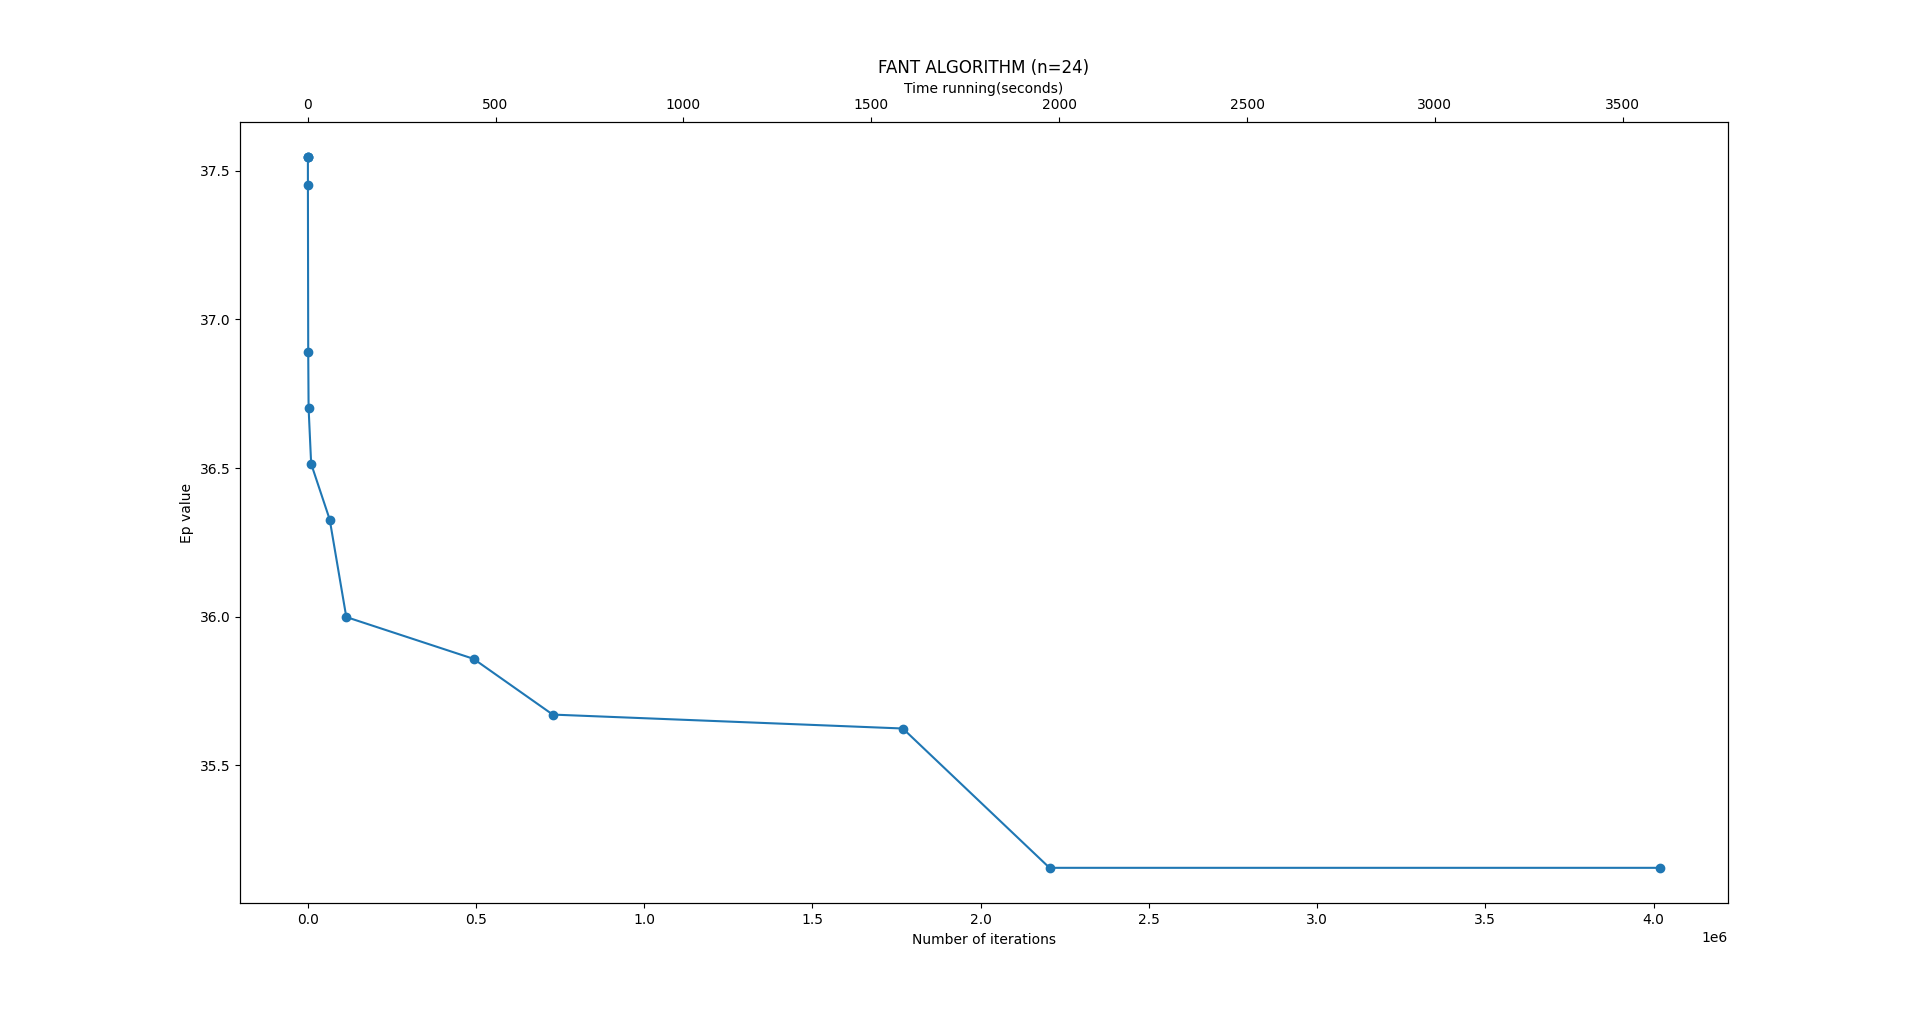 FANT ALGORITHM (n=24)
Time running(seconds)
0 500 1000 1500 2000 2500 3000 3500
37.5
37.0
36.5
36.0
35.5
Ep value
0.0 0.5 1.0 1.5 2.0 2.5 3.0 3.5 4.0
1e6
Number of iterations